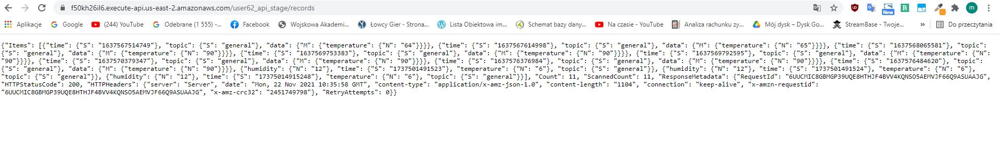 f50kh26il6.execute-api.us-east-2.amazonaws.com/user62_api_stage/records
New
m
Aplikacje Google (244) YouTube Odebrane (1 555) -... Facebook Wojskowa Akademi... Łowcy Gier - Strona... Lista Obiektowa im... Schemat bazy dany... Na czasie - YouTube Analiza rachunku zy... Mój dysk – Dysk Go... StreamBase - Twoje... » Do przeczytania
{"Items": [{"time": {"S": "1637567514749"}, "topic": {"S": "general"}, "data": {"M": {"temperature": {"N": "64"}}}}, {"time": {"S": "1637567614998"}, "topic": {"S": "general"}, "data": {"M": {"temperature": {"N": "65"}}}}, {"time": {"S": "1637568065581"}, "topic":
{"S": "general"}, "data": {"M": {"temperature": {"N": "90"}}}}, {"time": {"S": "1637569753383"}, "topic": {"S": "general"}, "data": {"M": {"temperature": {"N": "90"}}}}, {"time": {"S": "1637569792595"}, "topic": {"S": "general"}, "data": {"M": {"temperature": {"N":
"90"}}}}, {"time": {"S": "1637570379347"}, "topic": {"S": "general"}, "data": {"M": {"temperature": {"N": "90"}}}}, {"time": {"S": "1637576376984"}, "topic": {"S": "general"}, "data": {"M": {"temperature": {"N": "90"}}}}, {"time": {"S": "1637576484620"}, "topic":
{"S": "general"}, "data": {"M": {"temperature": {"N": "90"}}}}, {"humidity": {"N": "12"}, "time": {"S": "1737501491523"}, "temperature": {"N": "6"}, "topic": {"S": "general"}}, {"humidity": {"N": "12"}, "time": {"S": "1737501491524"}, "temperature": {"N": "6"},
"topic": {"S": "general"}}, {"humidity": {"N": "12"}, "time": {"S": "17375014915248"}, "temperature": {"N": "6"}, "topic": {"S": "general"}}], "Count": 11, "ScannedCount": 11, "ResponseMetadata": {"RequestId": "6UUCMIC8GBMGP39UQE8HTHJF4BVV4KQNSO5AEMVJF66Q9ASUAAJG",
"HTTPStatusCode": 200, "HTTPHeaders": {"server": "Server", "date": "Mon, 22 Nov 2021 10:35:58 GMT", "content-type": "application/x-amz-json-1.0", "content-length": "1104", "connection": "keep-alive", "x-amzn-requestid":
"6UUCMIC8GBMGP39UQE8HTHJF4BVV4KQNSO5AEMVJF66Q9ASUAAJG", "x-amz-crc32": "2451749798"}, "RetryAttempts": 0}}